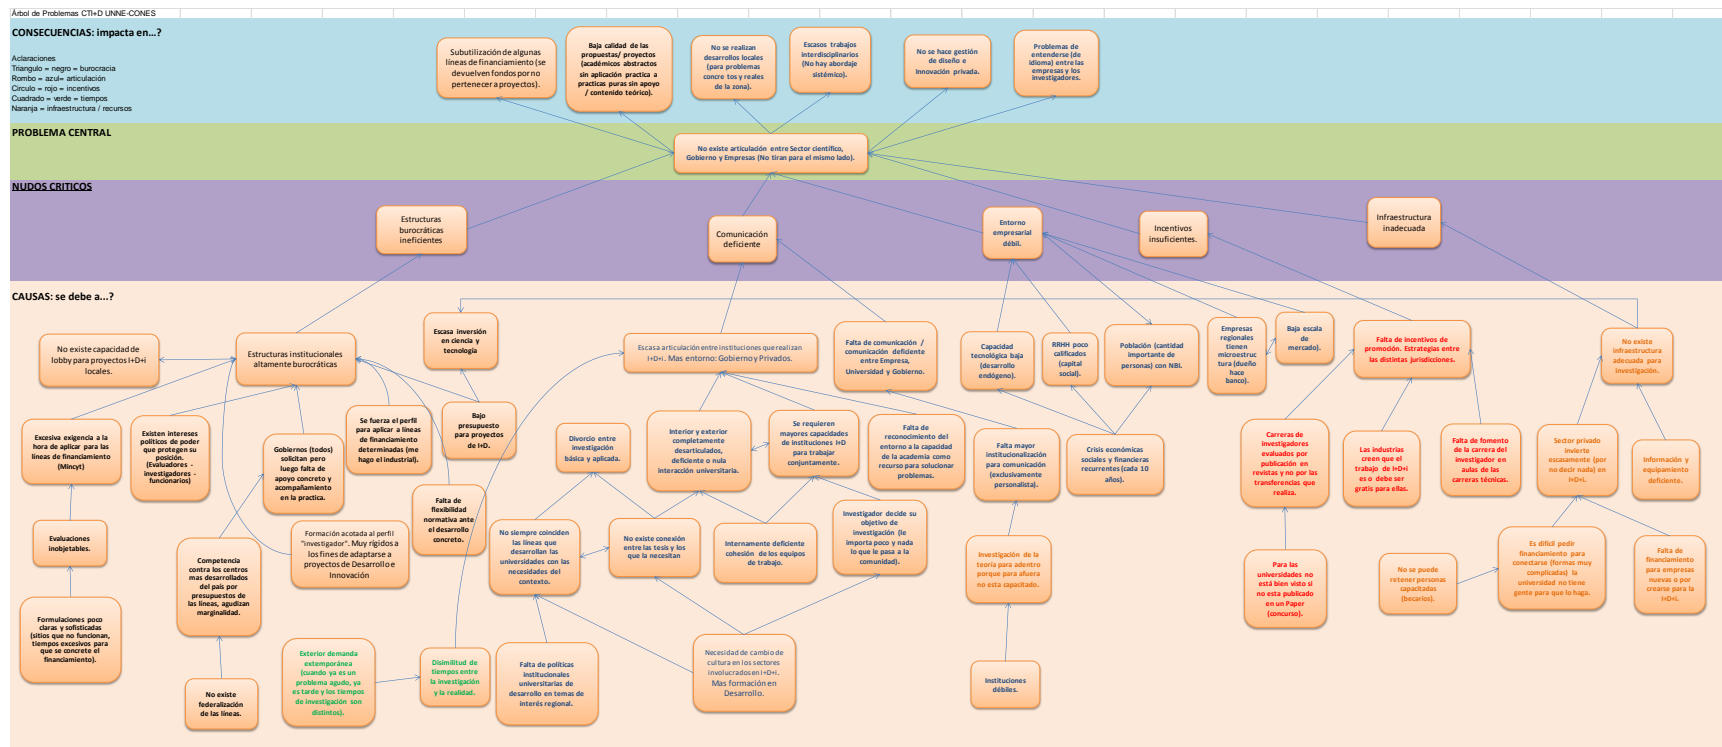 Árbol de Problemas CTI+D UNNE-CONES
CONSECUENCIAS: impacta en...?
Aclaraciones
Triangulo = negro = burocracia
Rombo = azul= articulación
Circulo = rojo = incentivos
Cuadrado = verde = tiempos
Naranja = infraestructura / recursos
Subutilización de algunas
líneas de financiamiento (se
devuelven fondos por no
pertenecer a proyectos).
Baja calidad de las
propuestas/ proyectos
(académicos abstractos
sin aplicación practica a
practicas puras sin apoyo
/ contenido teórico).
No se realizan
desarrollos locales
(para problemas
concre tos y reales
de la zona).
Escasos trabajos
interdisciplinarios
(No hay abordaje
sistémico).
No se hace gestión
de diseño e
Innovación privada.
Problemas de
entenderse (de
idioma) entre las
empresas y los
investigadores.
PROBLEMA CENTRAL
No existe articulación entre Sector científico,
Gobierno y Empresas (No tiran para el mismo lado).
NUDOS CRITICOS
Estructuras
burocráticas
ineficientes
Comunicación
deficiente
Entorno
empresarial
débil.
Incentivos
insuficientes.
Infraestructura
inadecuada
CAUSAS: se debe a...?
No existe capacidad de
lobby para proyectos I+D+i
locales.
Estructuras institucionales
altamente burocráticas
Escasa inversión
en ciencia y
tecnología
Escasa articulación entre instituciones que realizan
I+D+i. Mas entorno: Gobierno y Privados.
Falta de comunicación /
comunicación deficiente
entre Empresa,
Universidad y Gobierno.
Capacidad
tecnológica baja
(desarrollo
endógeno).
RRHH poco
calificados
(capital
social).
Población (cantidad
importante de
personas) con NBI.
Empresas
regionales
tienen
microestruc
tura (dueño
hace
banco).
Baja escala
de
mercado).
Falta de incentivos de
promoción. Estrategias entre
las distintas jurisdicciones.
No existe
infraestructura
adecuada para
investigación.
Excesiva exigencia a la
hora de aplicar para las
líneas de financiamiento
(Mincyt)
Existen intereses
políticos de poder
que protegen su
posición.
(Evaluadores -
investigadores -
funcionarios)
Gobiernos (todos)
solicitan pero
luego falta de
apoyo concreto y
acompañamiento
en la practica.
Se fuerza el perfil
para aplicar a líneas
de financiamiento
determinadas (me
hago el industrial).
Bajo
presupuesto
para proyectos
de I+D.
Divorcio entre
investigación
básica y aplicada.
Interior y exterior
completamente
desarticulados,
deficiente o nula
interacción universitaria.
Se requieren
mayores capacidades
de instituciones I+D
para trabajar
conjuntamente.
Falta de
reconocimiento del
entorno a la capacidad
de la academia como
recurso para solucionar
problemas.
Falta mayor
institucionalización
para comunicación
(exclusivamente
personalista).
Crisis económicas
sociales y financieras
recurrentes (cada 10
años).
Carreras de
investigadores
evaluados por
publicación en
revistas y no por las
transferencias que
realiza.
Las industrias
creen que el
trabajo de I+D+i
es o debe ser
gratis para ellas.
Falta de fomento
de la carrera del
investigador en
aulas de las
carreras técnicas.
Sector privado
invierte
escasamente (por
no decir nada) en
I+D+i.
Información y
equipamiento
deficiente.
Evaluaciones
inobjetables.
Competencia
contra los centros
mas desarrollados
del país por
presupuestos de
las líneas, agudizan
marginalidad.
Formación acotada al perfil
"investigador". Muy rígidos a
los fines de adaptarse a
proyectos de Desarrollo e
Innovación
Falta de
flexibilidad
normativa ante
el desarrollo
concreto.
No siempre coinciden
las líneas que
desarrollan las
universidades con las
necesidades del
contexto.
No existe conexión
entre las tesis y los
que la necesitan
Internamente deficiente
cohesión de los equipos
de trabajo.
Investigador decide su
objetivo de
investigación (le
importa poco y nada
lo que le pasa a la
comunidad).
Investigación de la
teoría para adentro
porque para afuera
no esta capacitado.
Para las
universidades no
está bien visto si
no esta publicado
en un Paper
(concurso).
No se puede
retener personas
capacitadas
(becarios).
Es difícil pedir
financiamiento para
conectarse (formas muy
complicadas) la
universidad no tiene
gente para que lo haga.
Falta de
financiamiento
para empresas
nuevas o por
crearse para la
I+D+i.
Formulaciones poco
claras y sofisticadas
(sitios que no funcionan,
tiempos excesivos para
que se concrete el
financiamiento).
No existe
federalización
de las líneas.
Exterior demanda
extemporánea
(cuando ya es un
problema agudo, ya
es tarde y los tiempos
de investigación son
distintos).
Disimilitud de
tiempos entre
la investigación
y la realidad.
Falta de políticas
institucionales
universitarias de
desarrollo en temas de
interés regional.
Necesidad de cambio de
cultura en los sectores
involucrados en I+D+i.
Mas formación en
Desarrollo.
Instituciones
débiles.